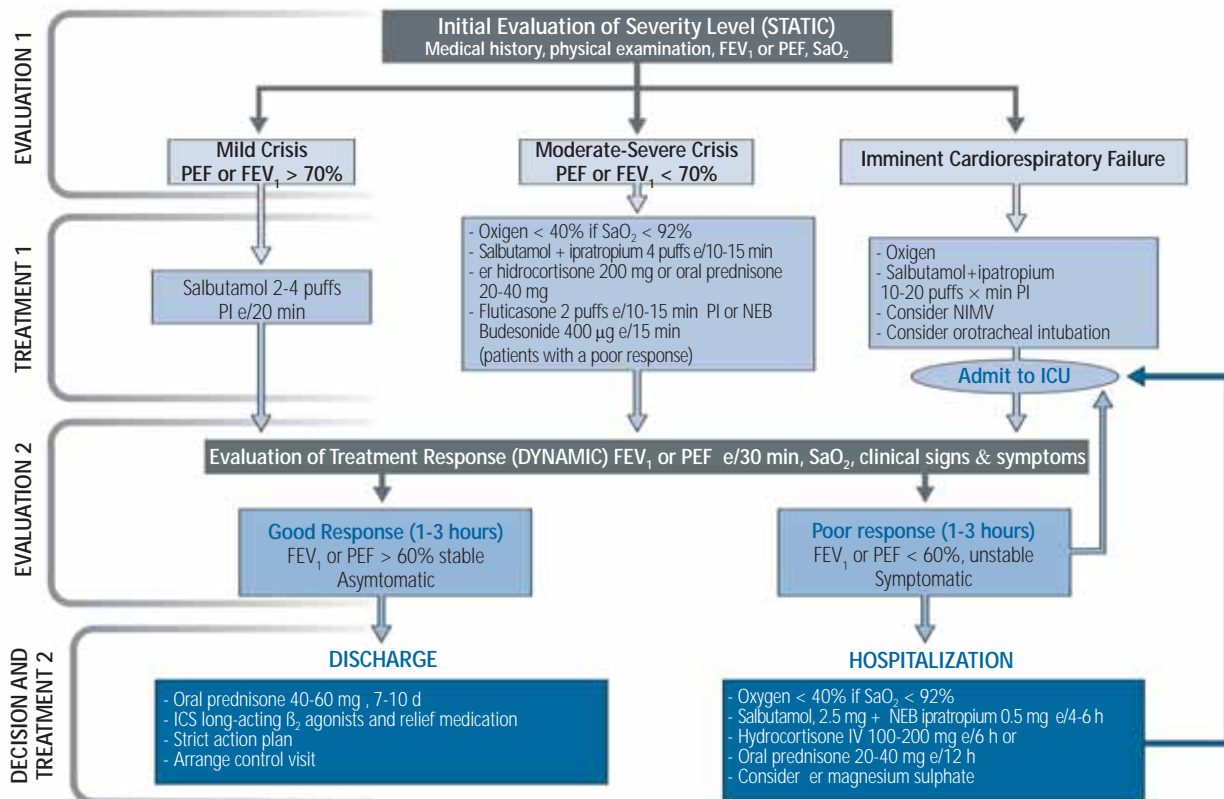 EVALUATION 1
Initial Evaluation of Severity Level (STATIC)
Medical history, physical examination, FEV₁ or PEF, SaO₂
Mild Crisis
PEF or FEV₁ > 70%
Moderate-Severe Crisis
PEF or FEV₁ < 70%
Imminent Cardiorespiratory Failure
TREATMENT 1
Salbutamol 2-4 puffs
PI e/20 min
- Oxigen < 40% if SaO₂ < 92%
- Salbutamol + ipratropium 4 puffs e/10-15 min
- er hidrocortisone 200 mg or oral prednisone
20-40 mg
- Fluticasone 2 puffs e/10-15 min PI or NEB
Budesonide 400 µg e/15 min
(patients with a poor response)
- Oxigen
- Salbutamol+ipatropium
10-20 puffs × min PI
- Consider NIMV
- Consider orotracheal intubation
Admit to ICU
EVALUATION 2
Evaluation of Treatment Response (DYNAMIC) FEV₁ or PEF e/30 min, SaO₂, clinical signs & symptoms
Good Response (1-3 hours)
FEV₁ or PEF > 60% stable
Asymtomatic
Poor response (1-3 hours)
FEV₁ or PEF < 60%, unstable
Symptomatic
DECISION AND
TREATMENT 2
DISCHARGE
- Oral prednisone 40-60 mg , 7-10 d
- ICS long-acting ß₂ agonists and relief medication
- Strict action plan
- Arrange control visit
HOSPITALIZATION
- Oxygen < 40% if SaO₂ < 92%
- Salbutamol, 2.5 mg + NEB ipratropium 0.5 mg e/4-6 h
- Hydrocortisone IV 100-200 mg e/6 h or
- Oral prednisone 20-40 mg e/12 h
- Consider er magnesium sulphate